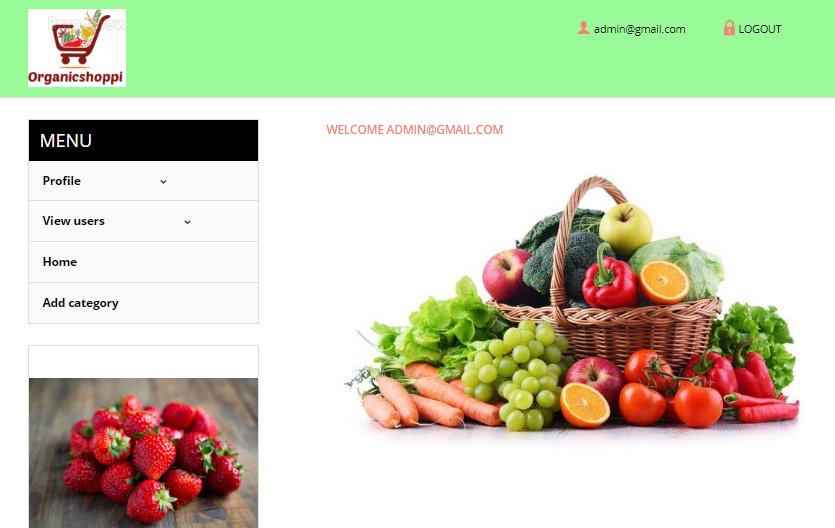 Organicshoppi
admin@gmail.com
LOGOUT
MENU
Profile
View users
Home
Add category
WELCOME ADMIN@GMAIL.COM